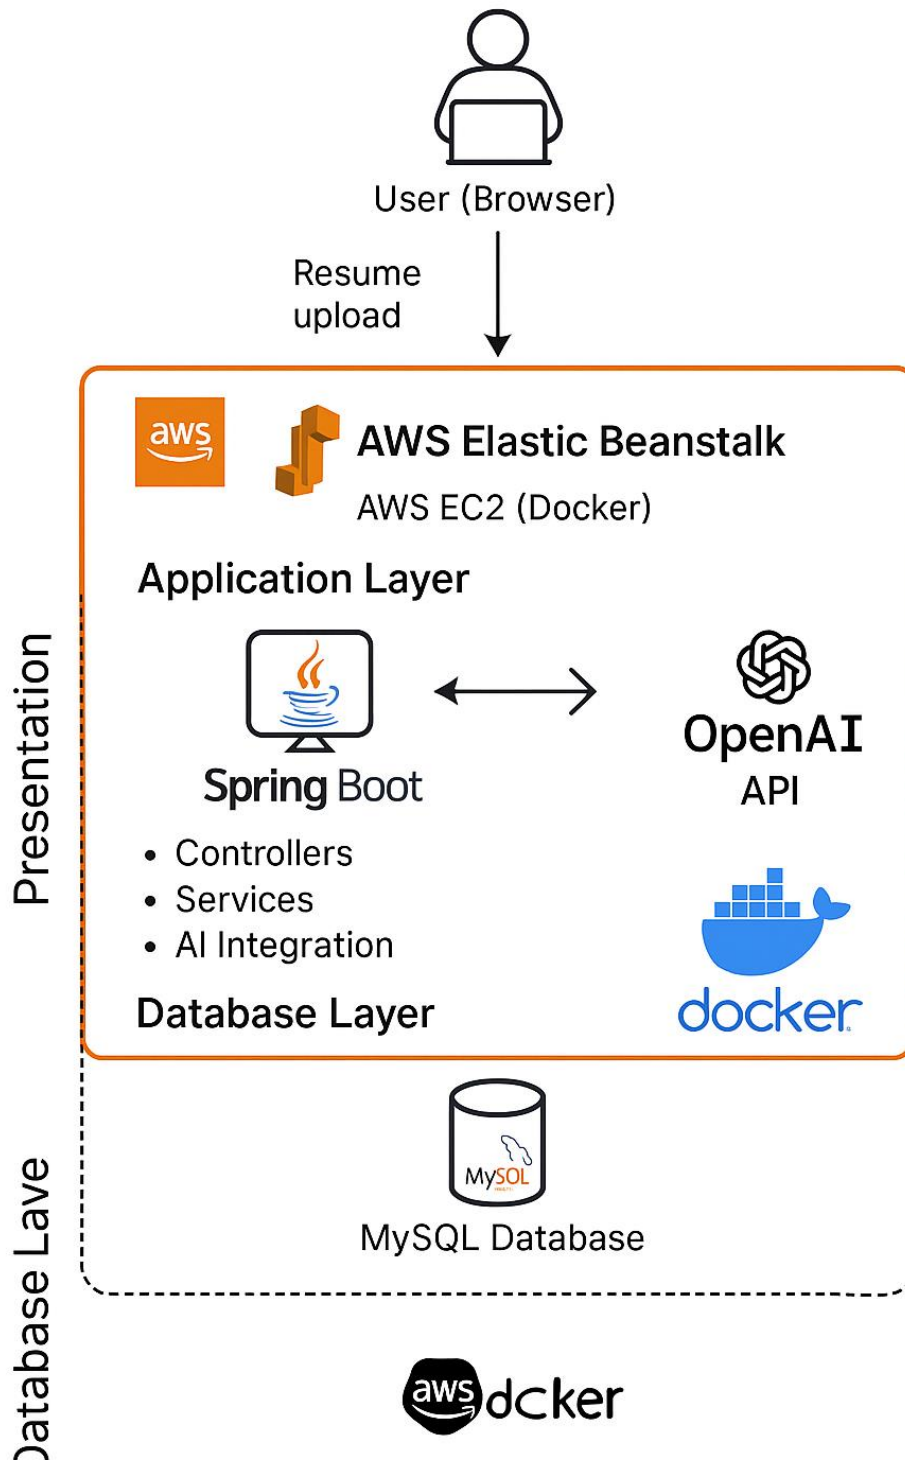 User (Browser)
Resume
upload
aws
AWS Elastic Beanstalk
AWS EC2 (Docker)
Application Layer
Presentation
Spring Boot
OpenAI
API
• Controllers
• Services
• AI Integration
docker
Database Layer
MySOL
MySQL Database
Database Lave
aws dcker